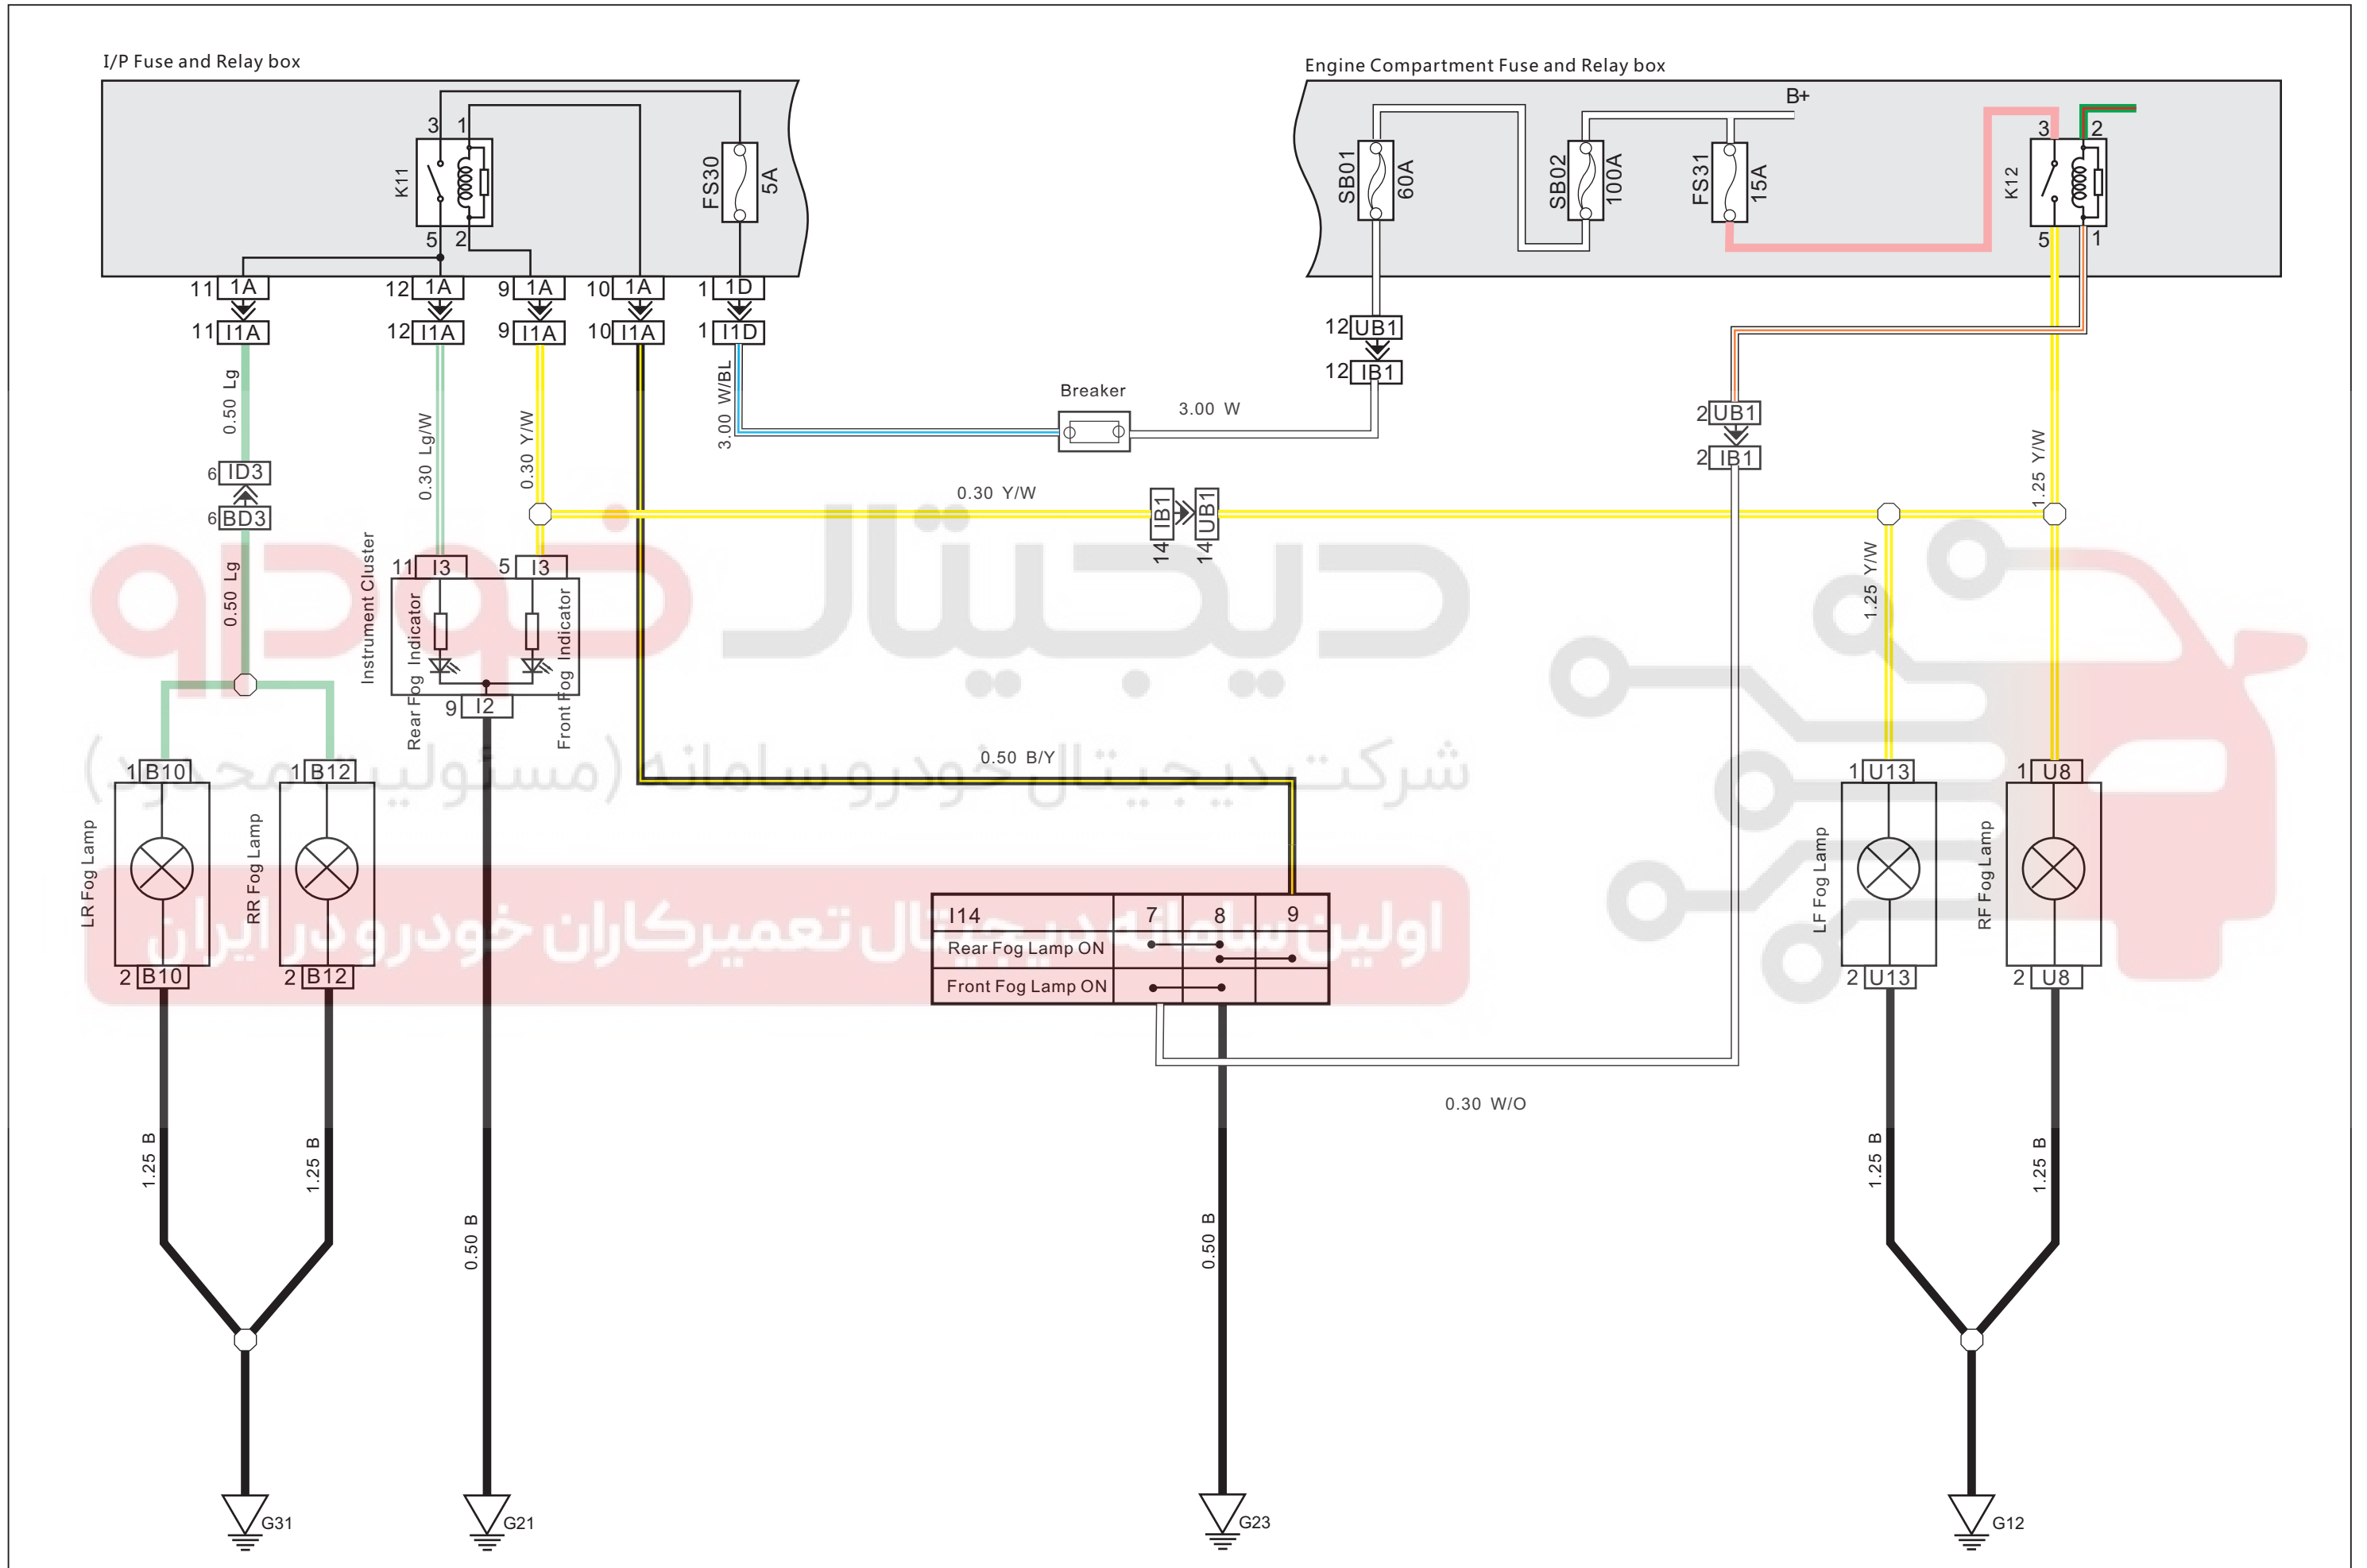 I/P Fuse and Relay box
Engine Compartment Fuse and Relay box
B+
3 1
K11
5 2
FS30
5A
SB01
60A
SB02
100A
FS31
15A
3 2
K12
5 1
11 1A
12 1A
9 1A
10 1A
1 1D
11 I1A
12 I1A
9 I1A
10 I1A
1 I1D
12 UB1
12 IB1
0.50 Lg
0.30 Lg/W
0.30 Y/W
3.00 W/BL
Breaker
3.00 W
2 UB1
2 IB1
1.25 Y/W
6 ID3
6 BD3
0.30 Y/W
14 IB1
14 UB1
دیجیتال خودرو
0.50 Lg
Instrument Cluster
11 I3
5 I3
Rear Fog Indicator
Front Fog Indicator
9 I2
1.25 Y/W
شرکت دیجیتال خودرو سامانه (مسئولیت محدود)
0.50 B/Y
1 B10
1 B12
LR Fog Lamp
RR Fog Lamp
2 B10
2 B12
اولین سامانه دیجیتال تعمیرکاران خودرو در ایران
I14 7 8 9
Rear Fog Lamp ON
Front Fog Lamp ON
1 U13
1 U8
LF Fog Lamp
RF Fog Lamp
2 U13
2 U8
0.30 W/O
1.25 B
1.25 B
0.50 B
0.50 B
1.25 B
1.25 B
G31
G21
G23
G12